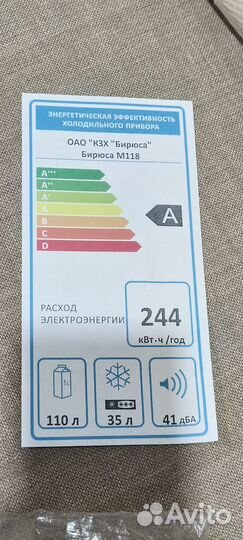 ЭНЕРГЕТИЧЕСКАЯ ЭФФЕКТИВНОСТЬ
ХОЛОДИЛЬНОГО ПРИБОРА
ОАО "КЗХ "Бирюса"
Бирюса М118
A+++
A++
A+
A
B
C
D
A
РАСХОД
ЭЛЕКТРОЭНЕРГИИ
244
кВт·ч /год
1L
110 л
35 л
41 дБА
Avito